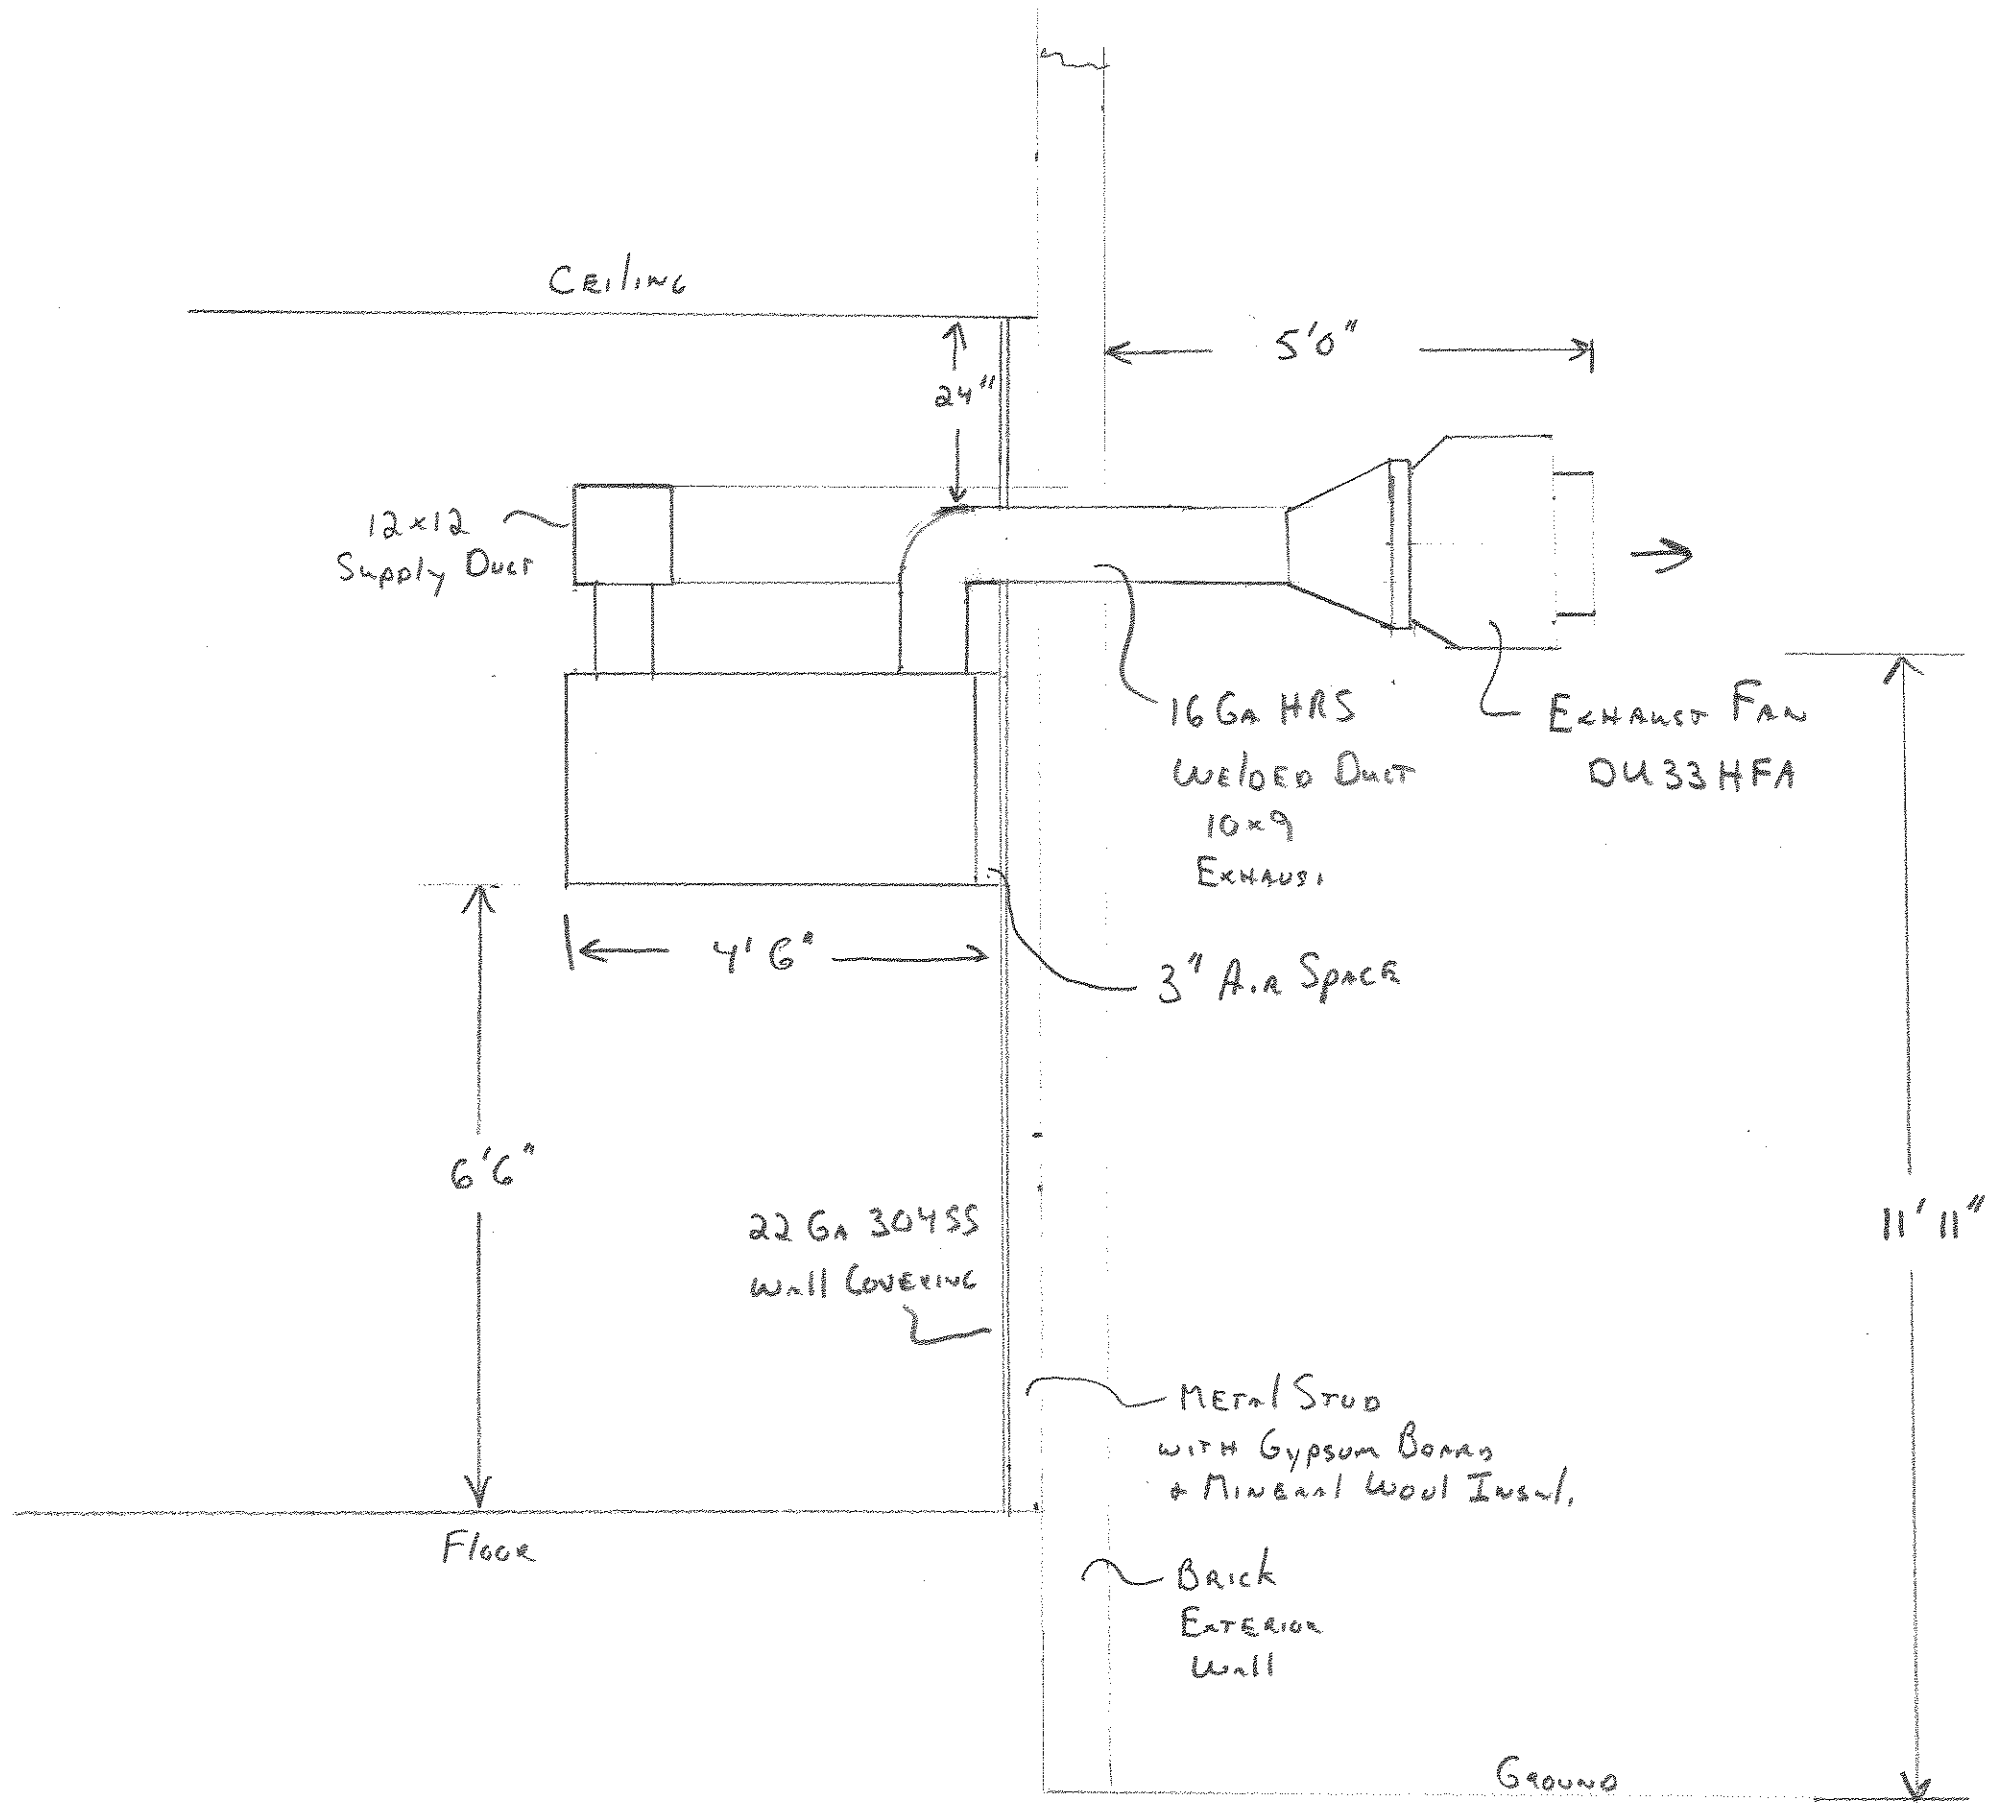 Ceiling
5'0"
24"
12x12
Supply Duct
16 Ga HRS
Welded Duct
10x9
Exhaust
Exhaust Fan
DU33HFA
4'6"
3" Air Space
6'6"
22 Ga 304SS
Wall Covering
11'11"
Metal Stud
with Gypsum Board
+ Mineral Wool Insul.
Floor
Brick
Exterior
Wall
Ground